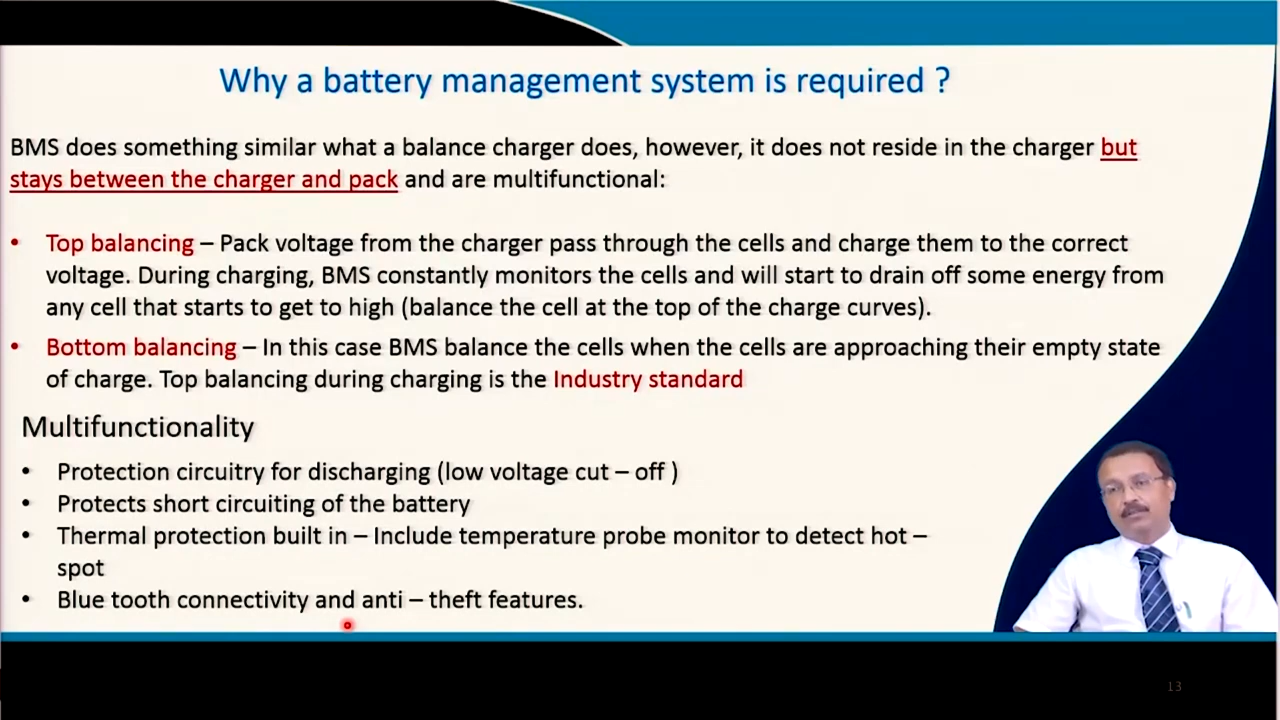 Why a battery management system is required ?
BMS does something similar what a balance charger does, however, it does not reside in the charger but
stays between the charger and pack and are multifunctional:
• Top balancing – Pack voltage from the charger pass through the cells and charge them to the correct
voltage. During charging, BMS constantly monitors the cells and will start to drain off some energy from
any cell that starts to get to high (balance the cell at the top of the charge curves).
• Bottom balancing – In this case BMS balance the cells when the cells are approaching their empty state
of charge. Top balancing during charging is the Industry standard
Multifunctionality
• Protection circuitry for discharging (low voltage cut – off )
• Protects short circuiting of the battery
• Thermal protection built in – Include temperature probe monitor to detect hot –
spot
• Blue tooth connectivity and anti – theft features.
13